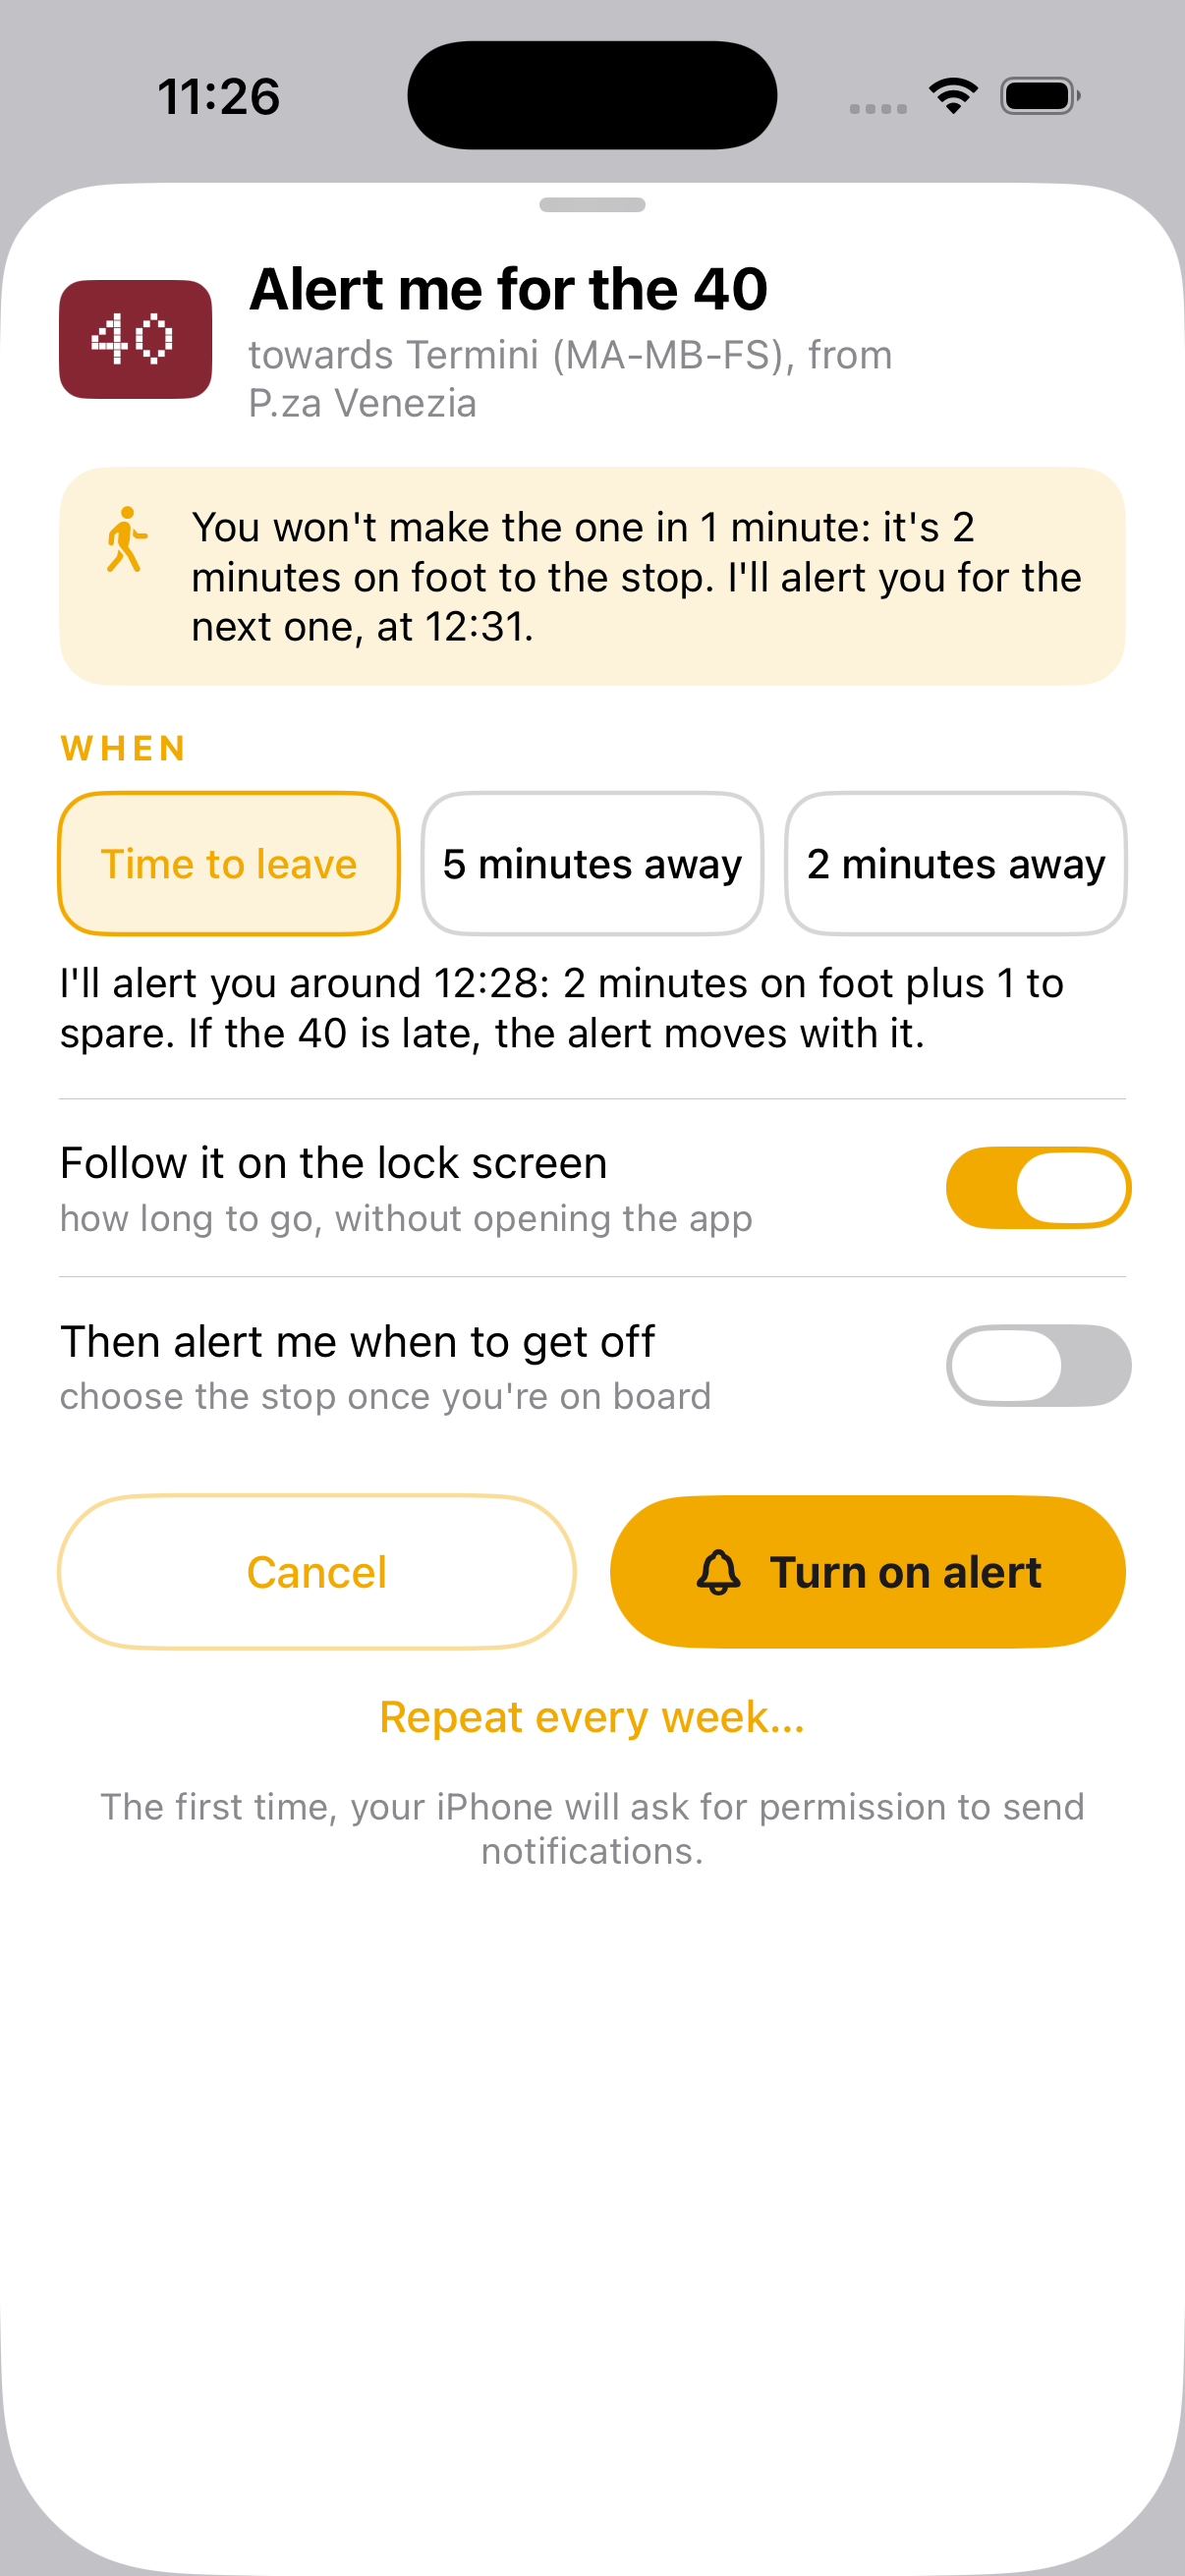 11:26
40
Alert me for the 40
towards Termini (MA-MB-FS), from
P.za Venezia
You won't make the one in 1 minute: it's 2
minutes on foot to the stop. I'll alert you for the
next one, at 12:31.
WHEN
Time to leave
5 minutes away
2 minutes away
I'll alert you around 12:28: 2 minutes on foot plus 1 to
spare. If the 40 is late, the alert moves with it.
Follow it on the lock screen
how long to go, without opening the app
Then alert me when to get off
choose the stop once you're on board
Cancel
Turn on alert
Repeat every week...
The first time, your iPhone will ask for permission to send
notifications.